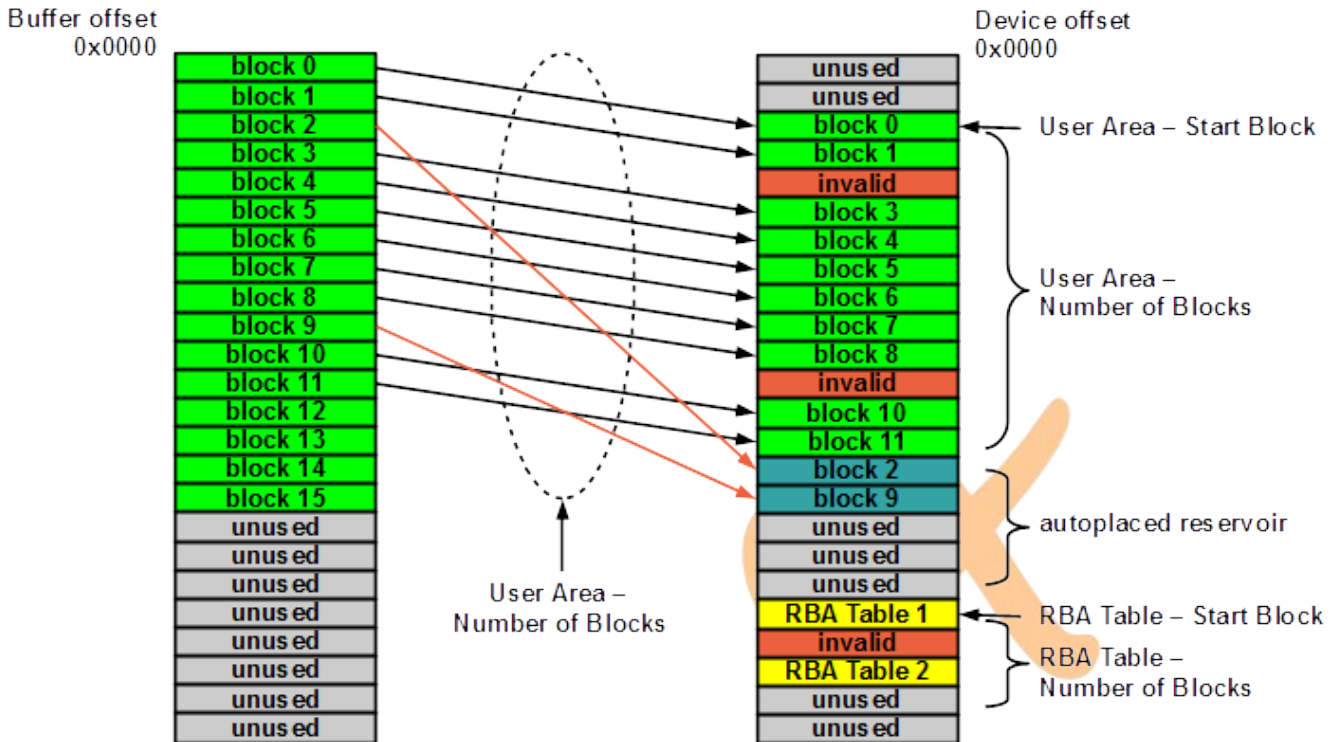 Buffer offset
0x0000
block 0
block 1
block 2
block 3
block 4
block 5
block 6
block 7
block 8
block 9
block 10
block 11
block 12
block 13
block 14
block 15
unused
unused
unused
unused
unused
unused
unused
unused
User Area –
Number of Blocks
Device offset
0x0000
unused
unused
block 0
block 1
invalid
block 3
block 4
block 5
block 6
block 7
block 8
invalid
block 10
block 11
block 2
block 9
unused
unused
unused
RBA Table 1
invalid
RBA Table 2
unused
unused
User Area – Start Block
User Area –
Number of Blocks
autoplaced reservoir
RBA Table – Start Block
RBA Table –
Number of Blocks